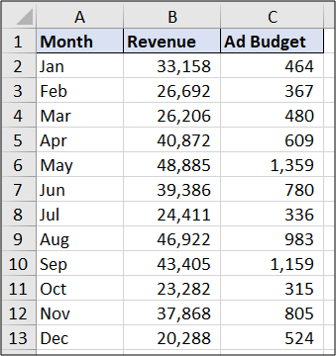 A B C
1 Month Revenue Ad Budget
2 Jan 33,158 464
3 Feb 26,692 367
4 Mar 26,206 480
5 Apr 40,872 609
6 May 48,885 1,359
7 Jun 39,386 780
8 Jul 24,411 336
9 Aug 46,922 983
10 Sep 43,405 1,159
11 Oct 23,282 315
12 Nov 37,868 805
13 Dec 20,288 524